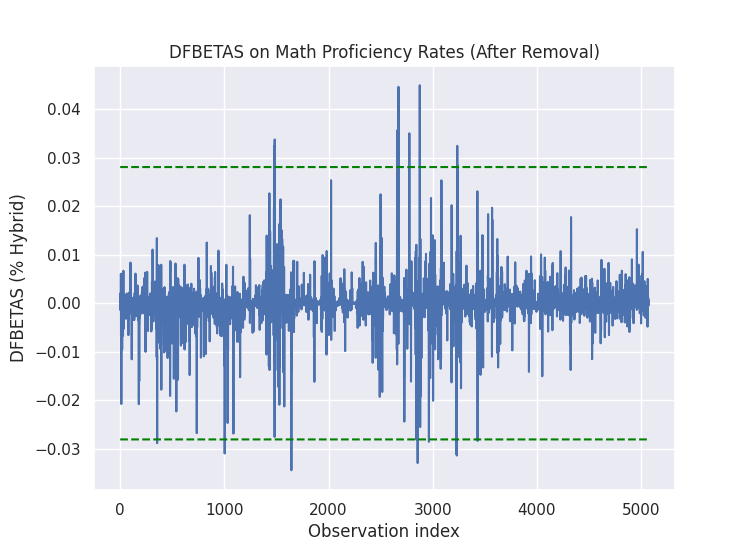 DFBETAS on Math Proficiency Rates (After Removal)
0.04
0.03
0.02
0.01
0.00
−0.01
−0.02
−0.03
DFBETAS (% Hybrid)
0 1000 2000 3000 4000 5000
Observation index